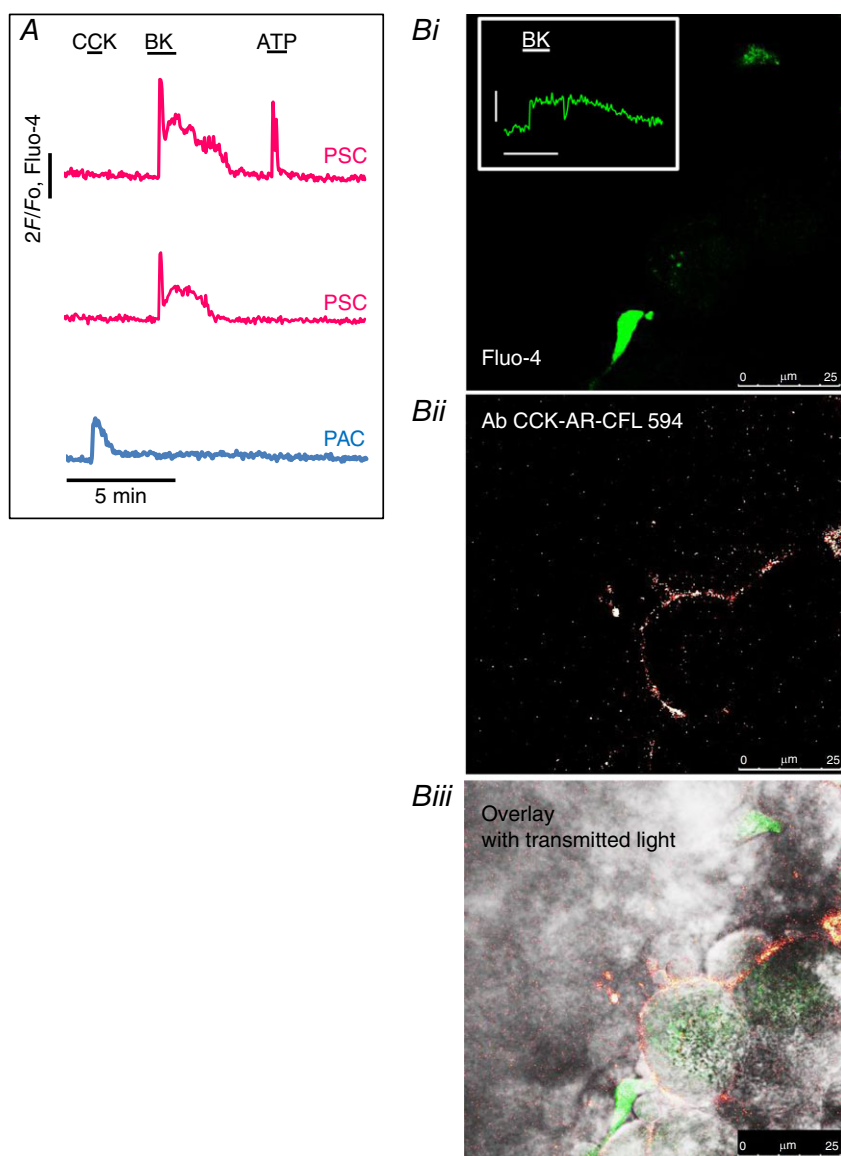 A
CCK BK ATP
2F/Fo, Fluo-4
PSC
PSC
PAC
5 min
Bi
BK
Fluo-4
0 µm 25
Bii
Ab CCK-AR-CFL 594
0 µm 25
Biii
Overlay
with transmitted light
0 µm 25